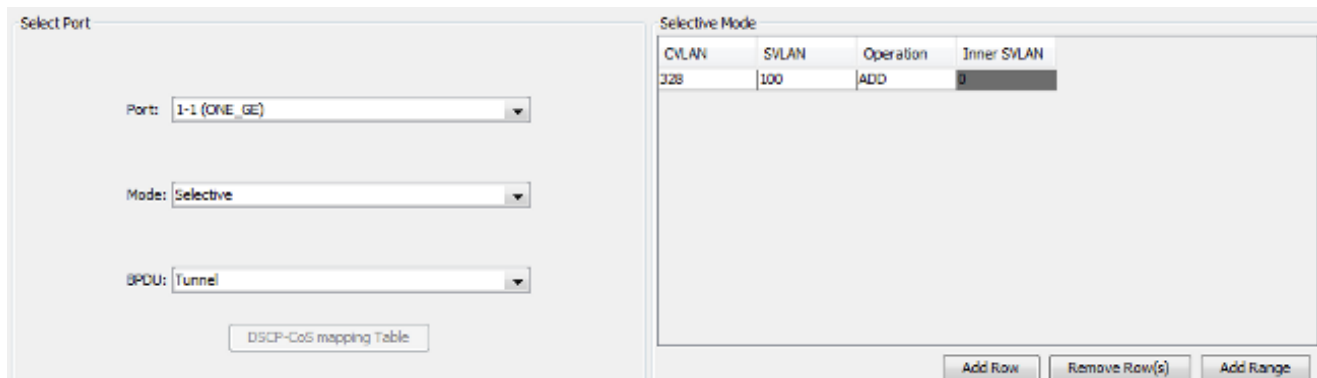 Select Port
Port: 1-1 (ONE_GE)
Mode: Selective
BPDU: Tunnel
DSCP-CoS mapping Table
Selective Mode
CVLAN SVLAN Operation Inner SVLAN
328 100 ADD 0
Add Row Remove Row(s) Add Range